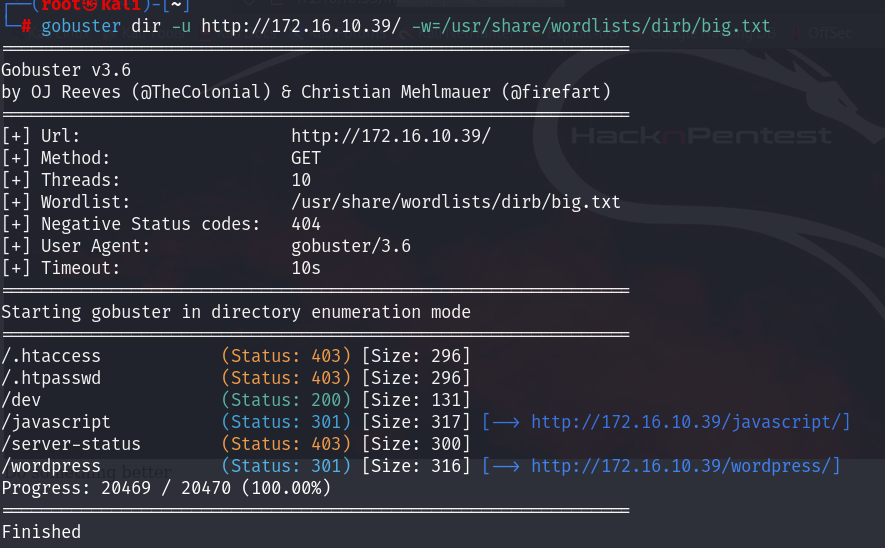 (root㉿kali)-[~]
# gobuster dir -u http://172.16.10.39/ -w=/usr/share/wordlists/dirb/big.txt
OffSec
===============================================================
Gobuster v3.6
by OJ Reeves (@TheColonial) & Christian Mehlmauer (@firefart)
===============================================================
[+] Url:                     http://172.16.10.39/
[+] Method:                  GET
[+] Threads:                 10
HacknPentest
[+] Wordlist:                /usr/share/wordlists/dirb/big.txt
[+] Negative Status codes:   404
[+] User Agent:              gobuster/3.6
[+] Timeout:                 10s
===============================================================
Starting gobuster in directory enumeration mode
===============================================================
/.htaccess            (Status: 403) [Size: 296]
/.htpasswd            (Status: 403) [Size: 296]
/dev                  (Status: 200) [Size: 131]
/javascript           (Status: 301) [Size: 317] [--> http://172.16.10.39/javascript/]
/server-status        (Status: 403) [Size: 300]
/wordpress            (Status: 301) [Size: 316] [--> http://172.16.10.39/wordpress/]
better
Progress: 20469 / 20470 (100.00%)
===============================================================
Finished